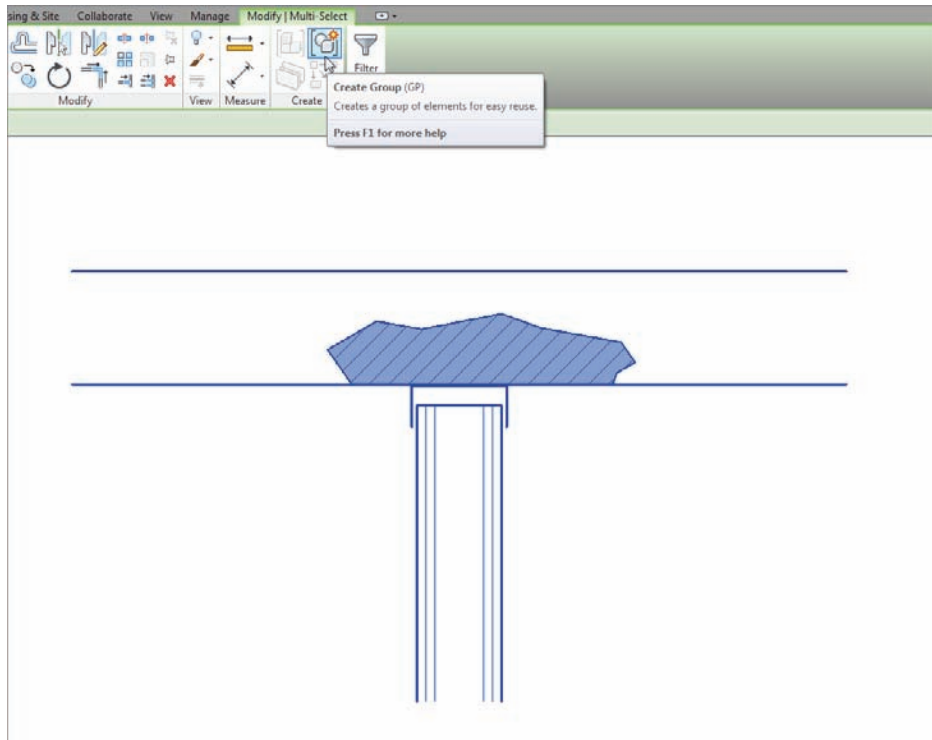 sing & Site Collaborate View Manage Modify | Multi-Select
Filter
Modify View Measure Create
Create Group (GP)
Creates a group of elements for easy reuse.
Press F1 for more help